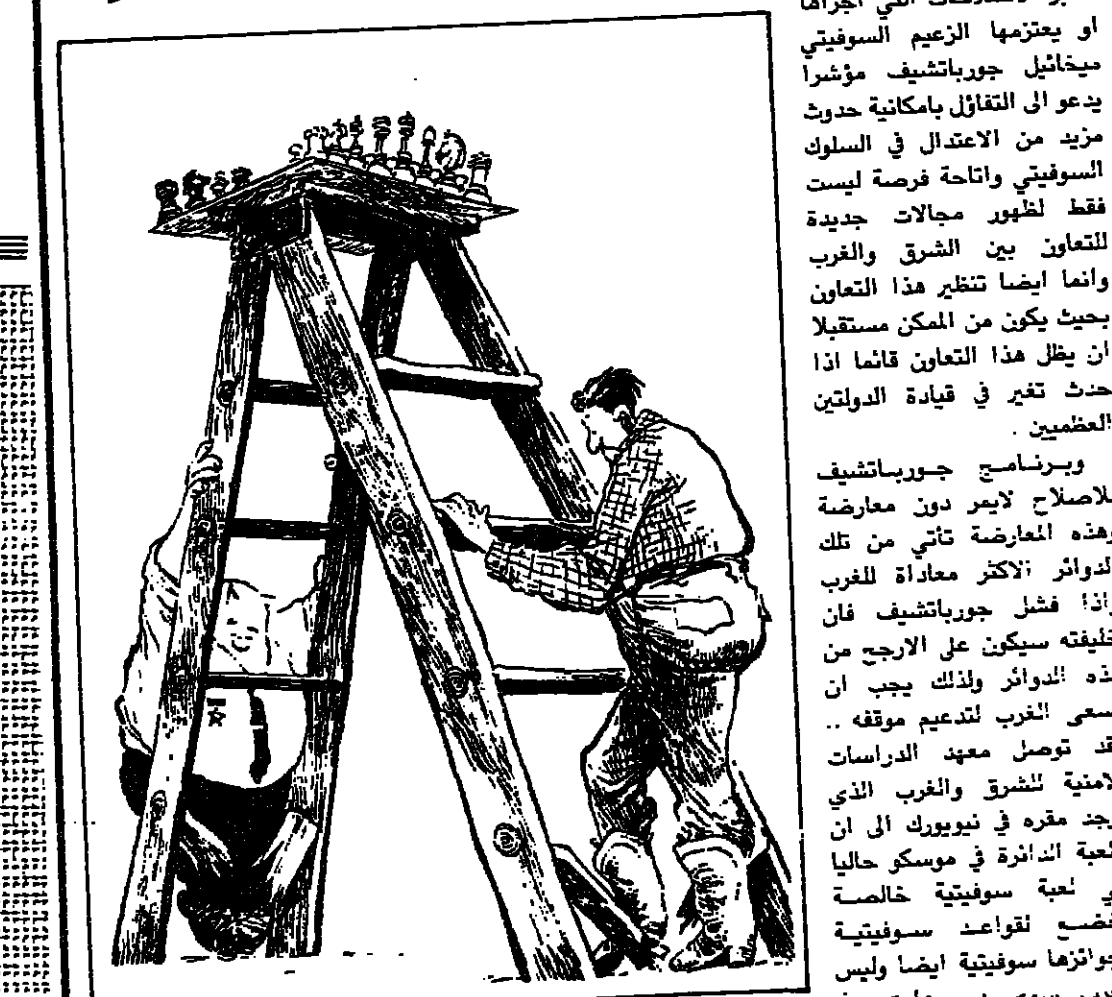 او يعتزمها الزعيم السوفيتي
ميخائيل جورباتشيف مؤشرا
يدعو الى التفاؤل بامكانية حدوث
مزيد من الاعتدال في السلوك
السوفيتي واتاحة فرصة ليست
فقط لظهور مجالات جديدة
للتعاون بين الشرق والغرب
وانما ايضا تنظير هذا التعاون
بحيث يكون من الممكن مستقبلا
ان يظل هذا التعاون قائما اذا
حدث تغير في قيادة الدولتين
العظميين .
وبرنامج جورباتشيف
للاصلاح لايمر دون معارضة
وهذه المعارضة تأتي من تلك
الدوائر الاكثر معاداة للغرب
واذا فشل جورباتشيف فان
خليفته سيكون على الارجح من
هذه الدوائر ولذلك يجب ان
يسعى الغرب لتدعيم موقفه ..
فقد توصل معهد الدراسات
الامنية للشرق والغرب الذي
يوجد مقره في نيويورك الى ان
اللعبة الدائرة في موسكو حاليا
هي لعبة سوفيتية خالصة
تخضع لقواعد سوفيتية
وجوائزها سوفيتية ايضا وليس